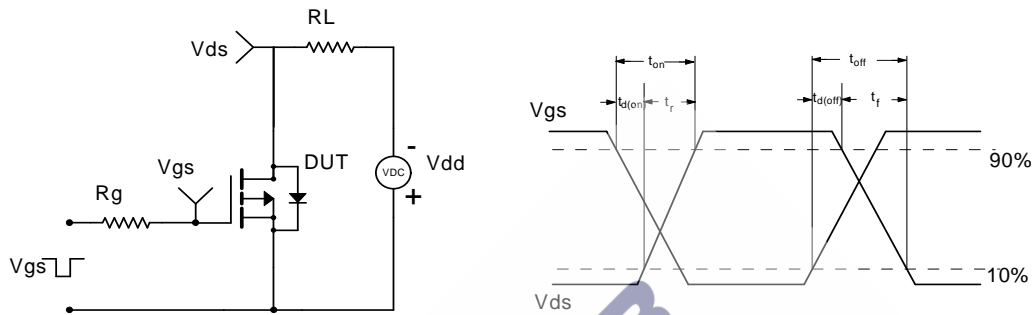 RL
Vds
Vgs
DUT
-
Vdd
VDC
+
Rg
Vgs
ton
toff
td(on)
tr
td(off)
tf
Vgs
90%
10%
Vds